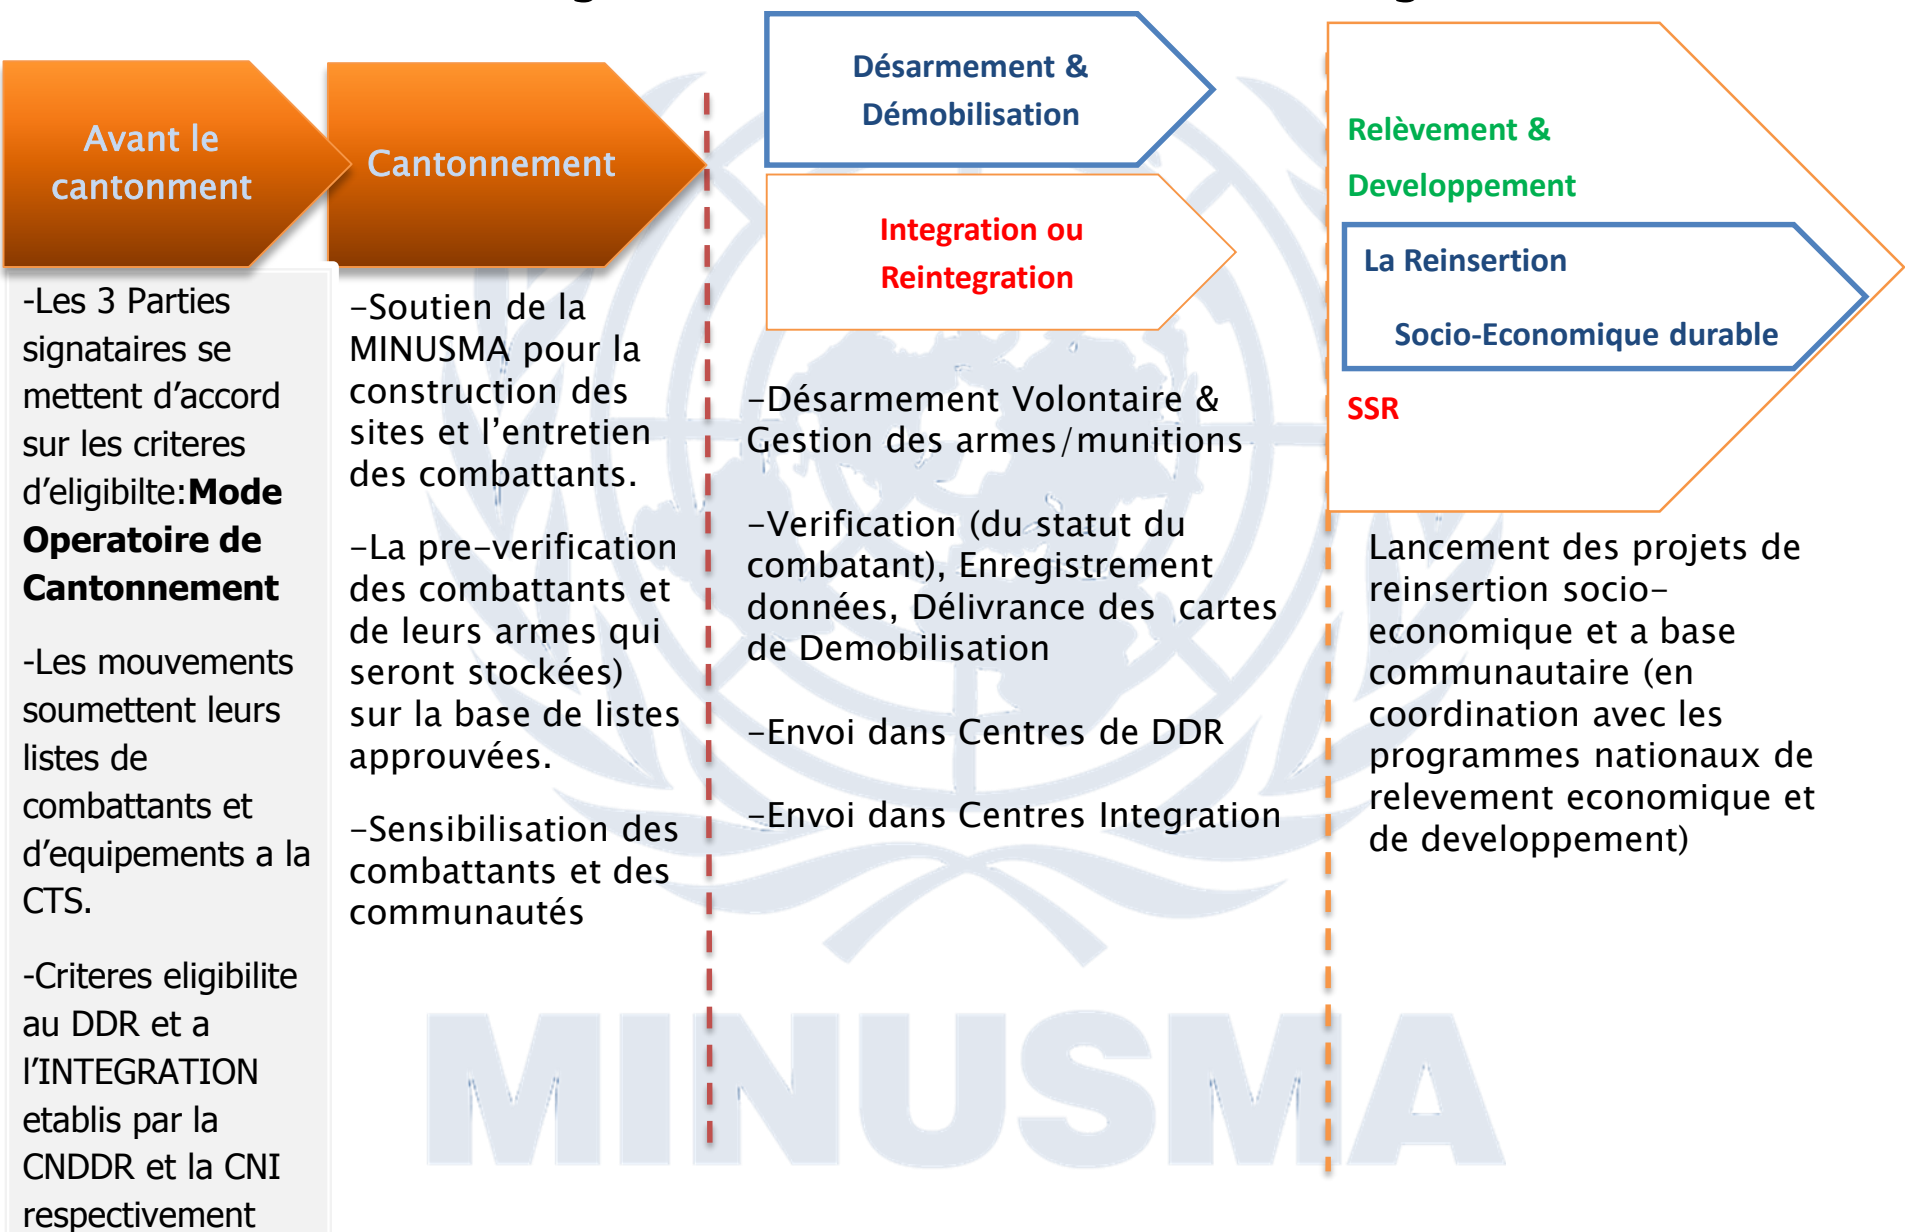 Avant le
cantonment
-Les 3 Parties
signataires se
mettent d’accord
sur les criteres
d’eligibilte:Mode
Operatoire de
Cantonnement
-Les mouvements
soumettent leurs
listes de
combattants et
d’equipements a la
CTS.
-Criteres eligibilite
au DDR et a
l’INTEGRATION
etablis par la
CNDDR et la CNI
respectivement
Cantonnement
-Soutien de la
MINUSMA pour la
construction des
sites et l’entretien
des combattants.
-La pre-verification
des combattants et
de leurs armes qui
seront stockées)
sur la base de listes
approuvées.
-Sensibilisation des
combattants et des
communautés
Désarmement &
Démobilisation
Integration ou
Reintegration
-Désarmement Volontaire &
Gestion des armes/munitions
-Verification (du statut du
combatant), Enregistrement
données, Délivrance des cartes
de Demobilisation
-Envoi dans Centres de DDR
-Envoi dans Centres Integration
Relèvement &
Developpement
La Reinsertion
Socio-Economique durable
SSR
Lancement des projets de
reinsertion socio-
economique et a base
communautaire (en
coordination avec les
programmes nationaux de
relevement economique et
de developpement)
MINUSMA